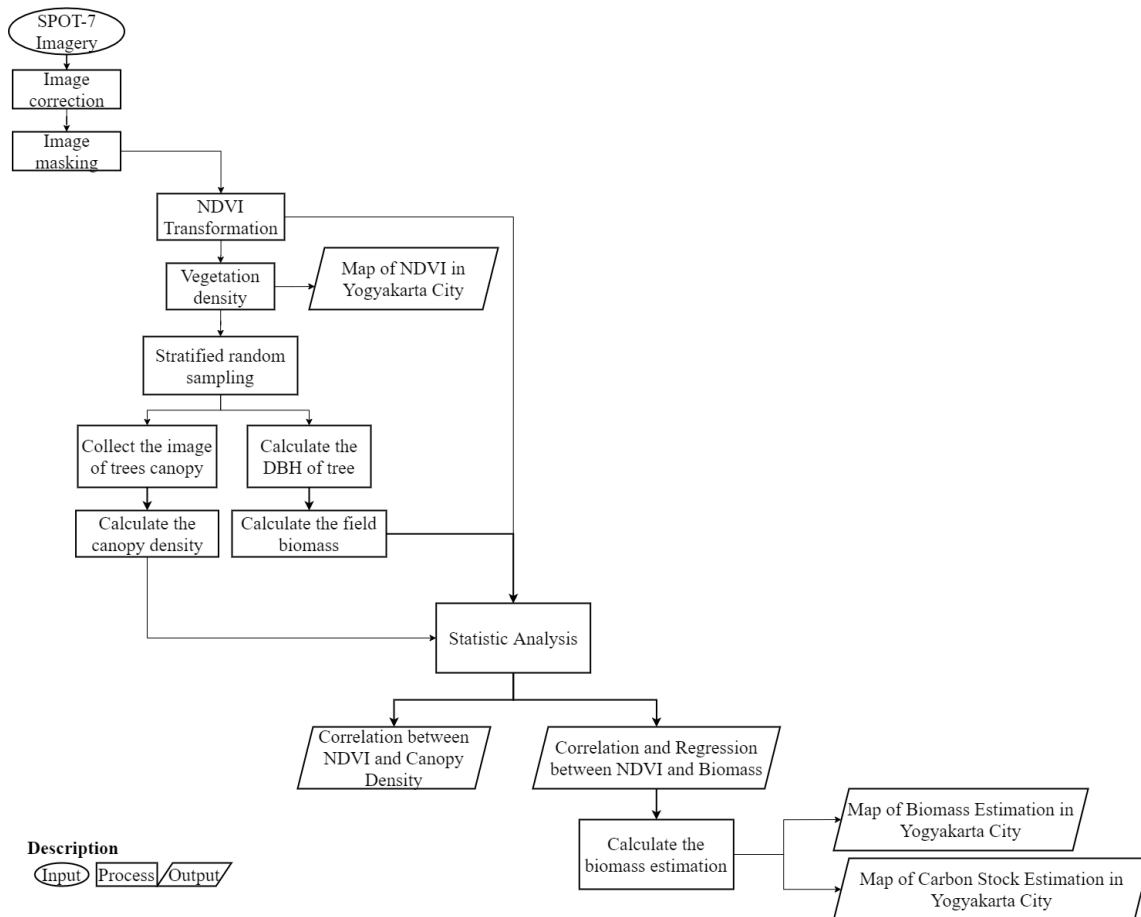 SPOT-7
Imagery
Image
correction
Image
masking
NDVI
Transformation
Vegetation
density
Map of NDVI in
Yogyakarta City
Stratified random
sampling
Collect the image
of trees canopy
Calculate the
DBH of tree
Calculate the
canopy density
Calculate the field
biomass
Statistic Analysis
Correlation between
NDVI and Canopy
Density
Correlation and Regression
between NDVI and Biomass
Calculate the
biomass estimation
Map of Biomass Estimation in
Yogyakarta City
Map of Carbon Stock Estimation in
Yogyakarta City
Description
Input Process Output